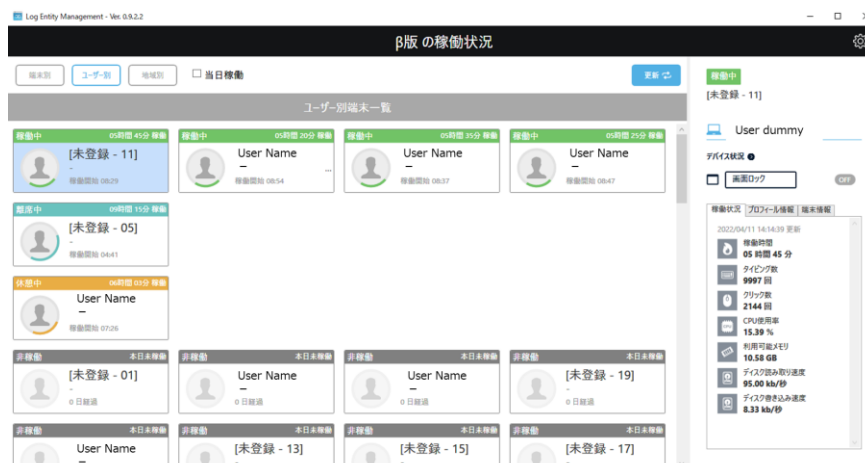 Log Entity Management - Ver. 0.9.2.2
β版 の稼働状況
端末別 ユーザー別 地域別 当日稼働 更新
ユーザー別端末一覧
稼働中 05時間 45分 稼働
[未登録 - 11]
-
稼働開始 08:29
稼働中 05時間 20分 稼働
User Name
–
稼働開始 08:54 ...
稼働中 05時間 35分 稼働
User Name
–
稼働開始 08:37
稼働中 05時間 25分 稼働
User Name
–
稼働開始 08:47
離席中 09時間 15分 稼働
[未登録 - 05]
-
稼働開始 04:41
休憩中 06時間 03分 稼働
User Name
–
稼働開始 07:26
非稼働 本日未稼働
[未登録 - 01]
-
0 日経過
非稼働 本日未稼働
User Name
–
0 日経過
非稼働 本日未稼働
User Name
–
0 日経過
非稼働 本日未稼働
[未登録 - 19]
-
0 日経過
非稼働 本日未稼働
User Name
–
非稼働 本日未稼働
[未登録 - 13]
-
非稼働 本日未稼働
[未登録 - 15]
-
非稼働 本日未稼働
[未登録 - 17]
-
稼働中
[未登録 - 11]
User dummy
デバイス状況
画面ロック OFF
稼働状況 プロフィール情報 端末情報
2022/04/11 14:14:39 更新
稼働時間
05 時間 45 分
タイピング数
9997 回
クリック数
2144 回
CPU使用率
15.39 %
利用可能メモリ
10.58 GB
ディスク読み取り速度
95.00 kb/秒
ディスク書き込み速度
8.33 kb/秒